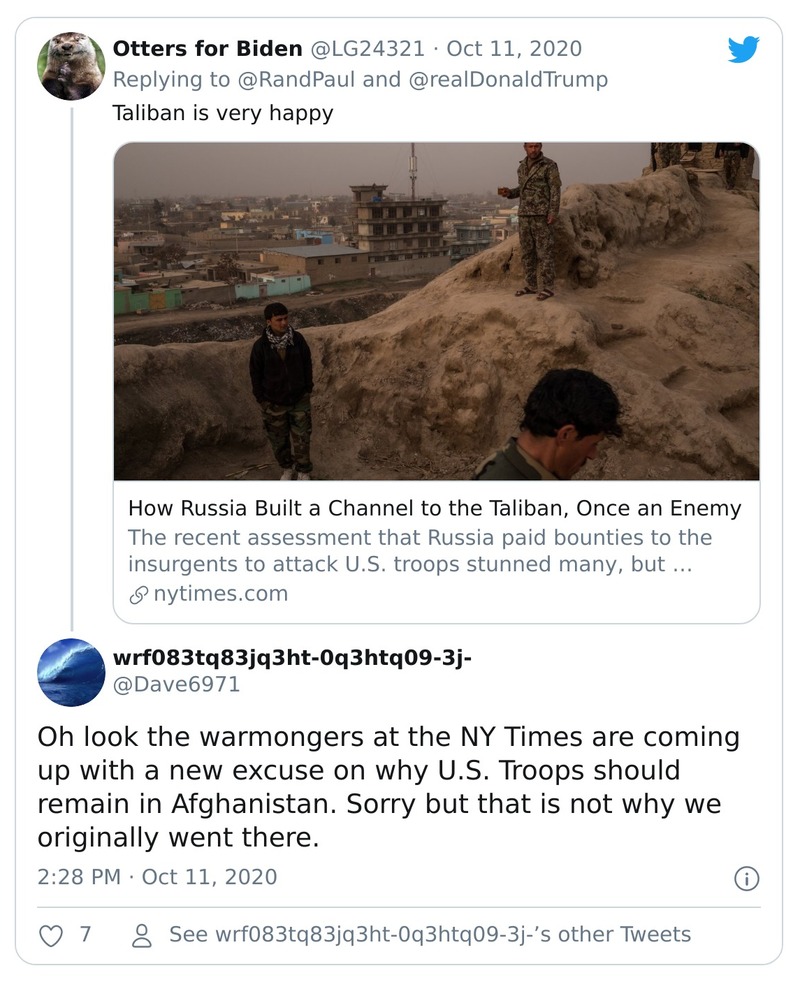 Otters for Biden @LG24321 · Oct 11, 2020
Replying to @RandPaul and @realDonaldTrump
Taliban is very happy
How Russia Built a Channel to the Taliban, Once an Enemy
The recent assessment that Russia paid bounties to the
insurgents to attack U.S. troops stunned many, but …
nytimes.com
wrf083tq83jq3ht-0q3htq09-3j-
@Dave6971
Oh look the warmongers at the NY Times are coming
up with a new excuse on why U.S. Troops should
remain in Afghanistan. Sorry but that is not why we
originally went there.
2:28 PM · Oct 11, 2020
7 See wrf083tq83jq3ht-0q3htq09-3j-’s other Tweets